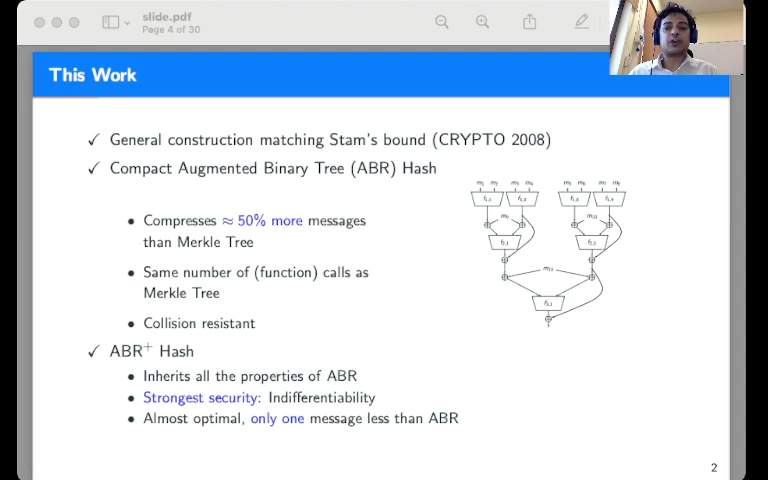 slide.pdf
Page 4 of 30
This Work
✓ General construction matching Stam's bound (CRYPTO 2008)
✓ Compact Augmented Binary Tree (ABR) Hash
• Compresses ≈ 50% more messages
than Merkle Tree
• Same number of (function) calls as
Merkle Tree
• Collision resistant
✓ ABR+ Hash
• Inherits all the properties of ABR
• Strongest security: Indifferentiability
• Almost optimal, only one message less than ABR
2